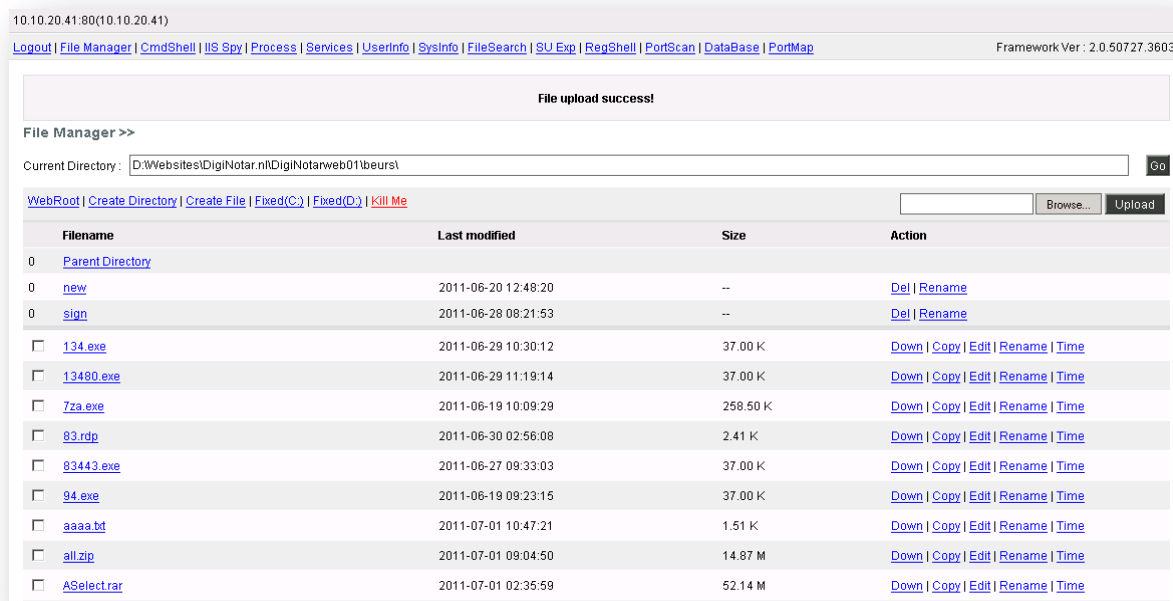 10.10.20.41:80(10.10.20.41)
Logout | File Manager | CmdShell | IIS Spy | Process | Services | UserInfo | SysInfo | FileSearch | SU Exp | RegShell | PortScan | DataBase | PortMap Framework Ver : 2.0.50727.3603
File upload success!
File Manager >>
Current Directory : D:\Websites\DigiNotar.nl\DigiNotarweb01\beurs\ Go
WebRoot | Create Directory | Create File | Fixed(C:) | Fixed(D:) | Kill Me Browse... Upload
Filename Last modified Size Action
0 Parent Directory
0 new 2011-06-20 12:48:20 -- Del | Rename
0 sign 2011-06-28 08:21:53 -- Del | Rename
134.exe 2011-06-29 10:30:12 37.00 K Down | Copy | Edit | Rename | Time
13480.exe 2011-06-29 11:19:14 37.00 K Down | Copy | Edit | Rename | Time
7za.exe 2011-06-19 10:09:29 258.50 K Down | Copy | Edit | Rename | Time
83.rdp 2011-06-30 02:56:08 2.41 K Down | Copy | Edit | Rename | Time
83443.exe 2011-06-27 09:33:03 37.00 K Down | Copy | Edit | Rename | Time
94.exe 2011-06-19 09:23:15 37.00 K Down | Copy | Edit | Rename | Time
aaaa.txt 2011-07-01 10:47:21 1.51 K Down | Copy | Edit | Rename | Time
all.zip 2011-07-01 09:04:50 14.87 M Down | Copy | Edit | Rename | Time
ASelect.rar 2011-07-01 02:35:59 52.14 M Down | Copy | Edit | Rename | Time